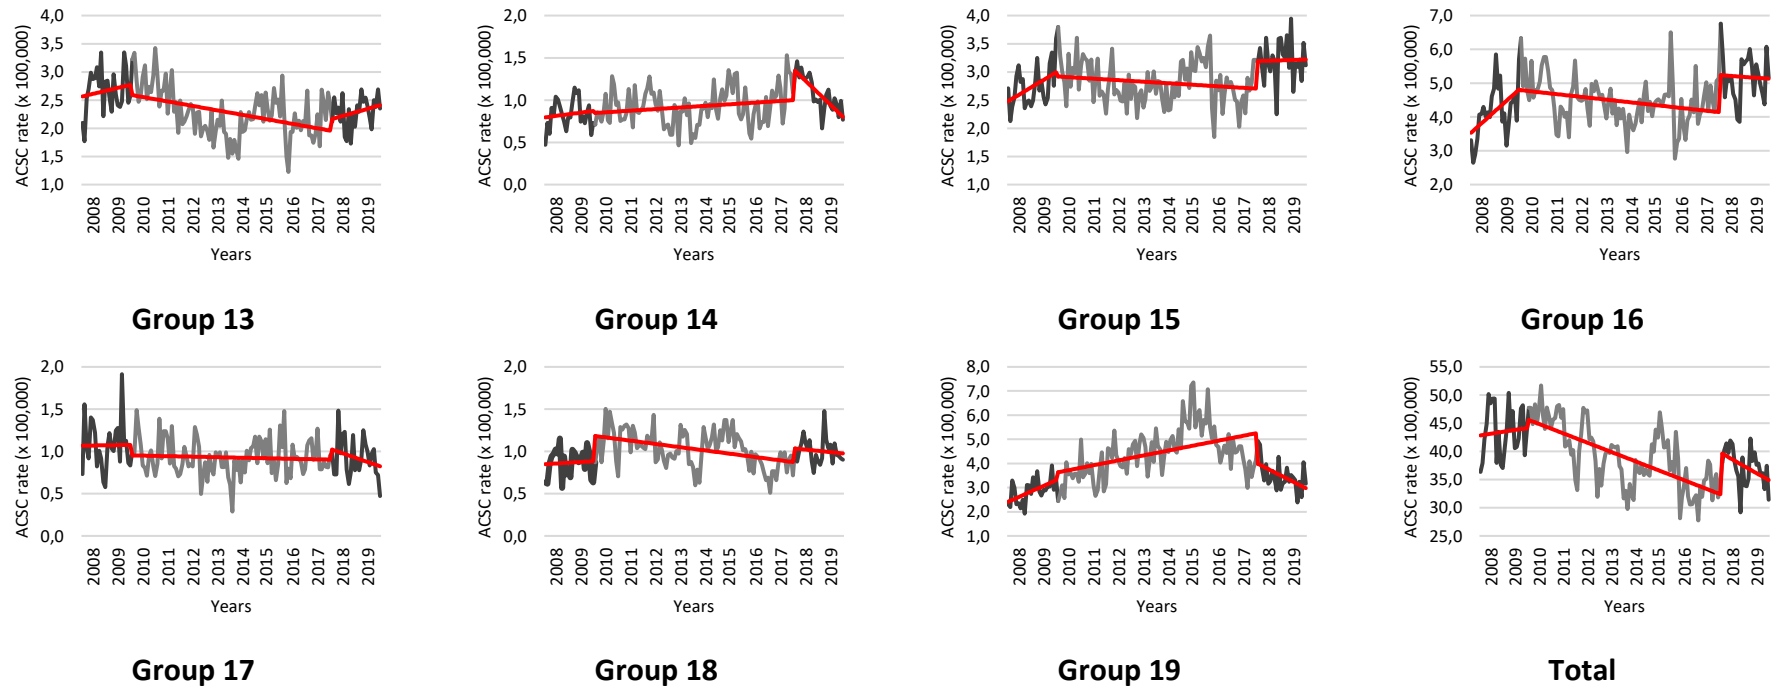 ACSC rate (x 100,000)
4,0
3,5
3,0
2,5
2,0
1,5
1,0
2008 2009 2010 2011 2012 2013 2014 2015 2016 2017 2018 2019
Years
Group 13
ACSC rate (x 100,000)
2,0
1,5
1,0
0,5
0,0
2008 2009 2010 2011 2012 2013 2014 2015 2016 2017 2018 2019
Years
Group 14
ACSC rate (x 100,000)
4,0
3,5
3,0
2,5
2,0
1,5
1,0
2008 2009 2010 2011 2012 2013 2014 2015 2016 2017 2018 2019
Years
Group 15
ACSC rate (x 100,000)
7,0
6,0
5,0
4,0
3,0
2,0
2008 2009 2010 2011 2012 2013 2014 2015 2016 2017 2018 2019
Years
Group 16
ACSC rate (x 100,000)
2,0
1,5
1,0
0,5
0,0
2008 2009 2010 2011 2012 2013 2014 2015 2016 2017 2018 2019
Years
Group 17
ACSC rate (x 100,000)
2,0
1,5
1,0
0,5
0,0
2008 2009 2010 2011 2012 2013 2014 2015 2016 2017 2018 2019
Years
Group 18
ACSC rate (x 100,000)
8,0
7,0
6,0
5,0
4,0
3,0
2,0
1,0
2008 2009 2010 2011 2012 2013 2014 2015 2016 2017 2018 2019
Years
Group 19
ACSC rate (x 100,000)
55,0
50,0
45,0
40,0
35,0
30,0
25,0
2008 2009 2010 2011 2012 2013 2014 2015 2016 2017 2018 2019
Years
Total